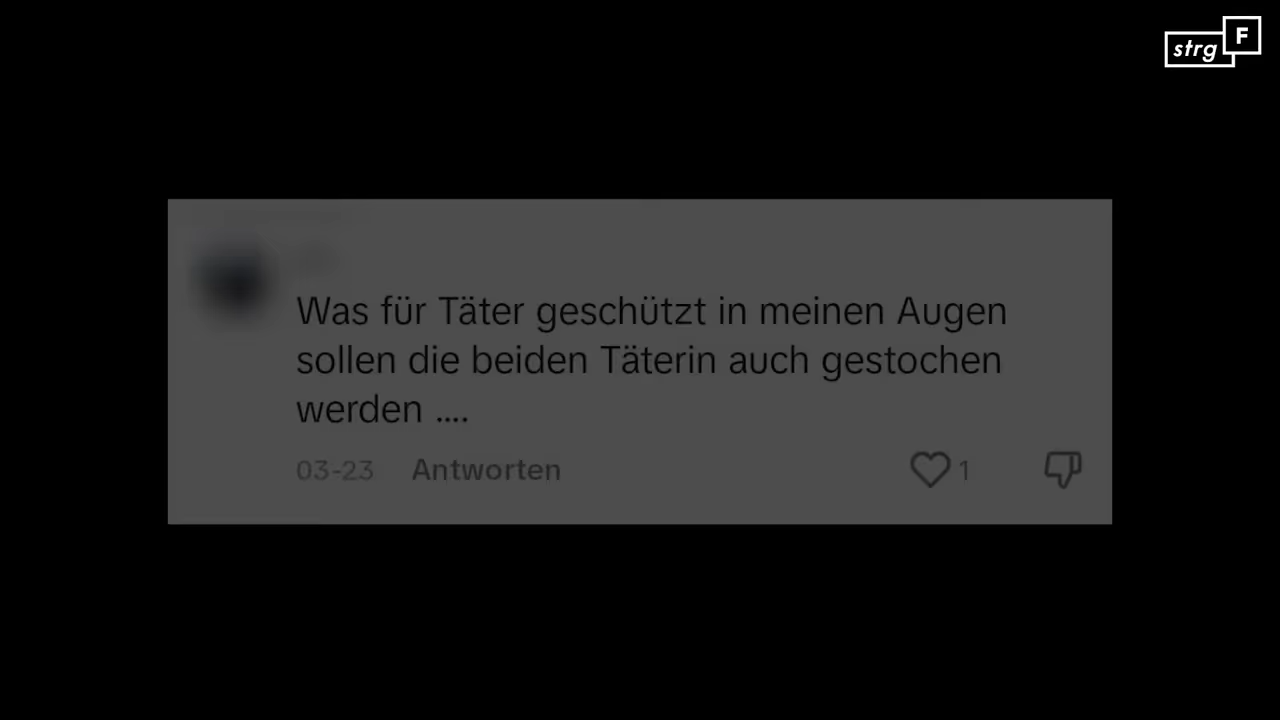 strg F
Was für Täter geschützt in meinen Augen
sollen die beiden Täterin auch gestochen
werden ....
03-23 Antworten 1